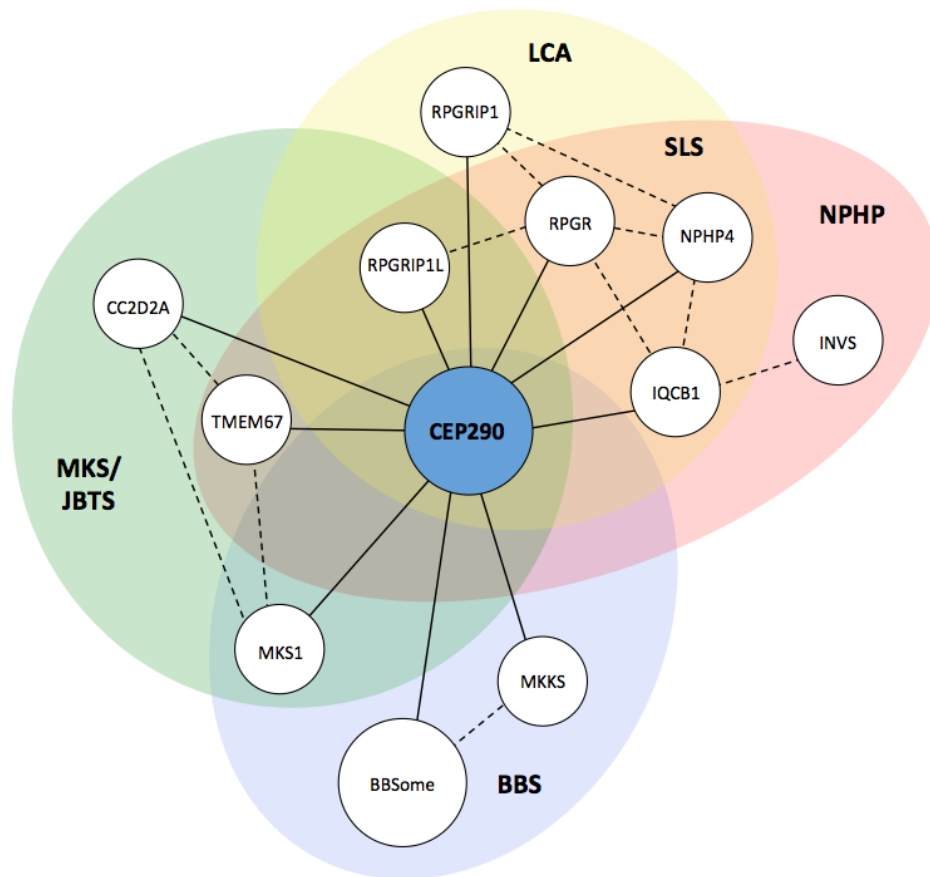 LCA
RPGRIP1
SLS
NPHP
RPGR
NPHP4
RPGRIP1L
CC2D2A
INVS
IQCB1
TMEM67
CEP290
MKS/
JBTS
MKS1
MKKS
BBSome
BBS